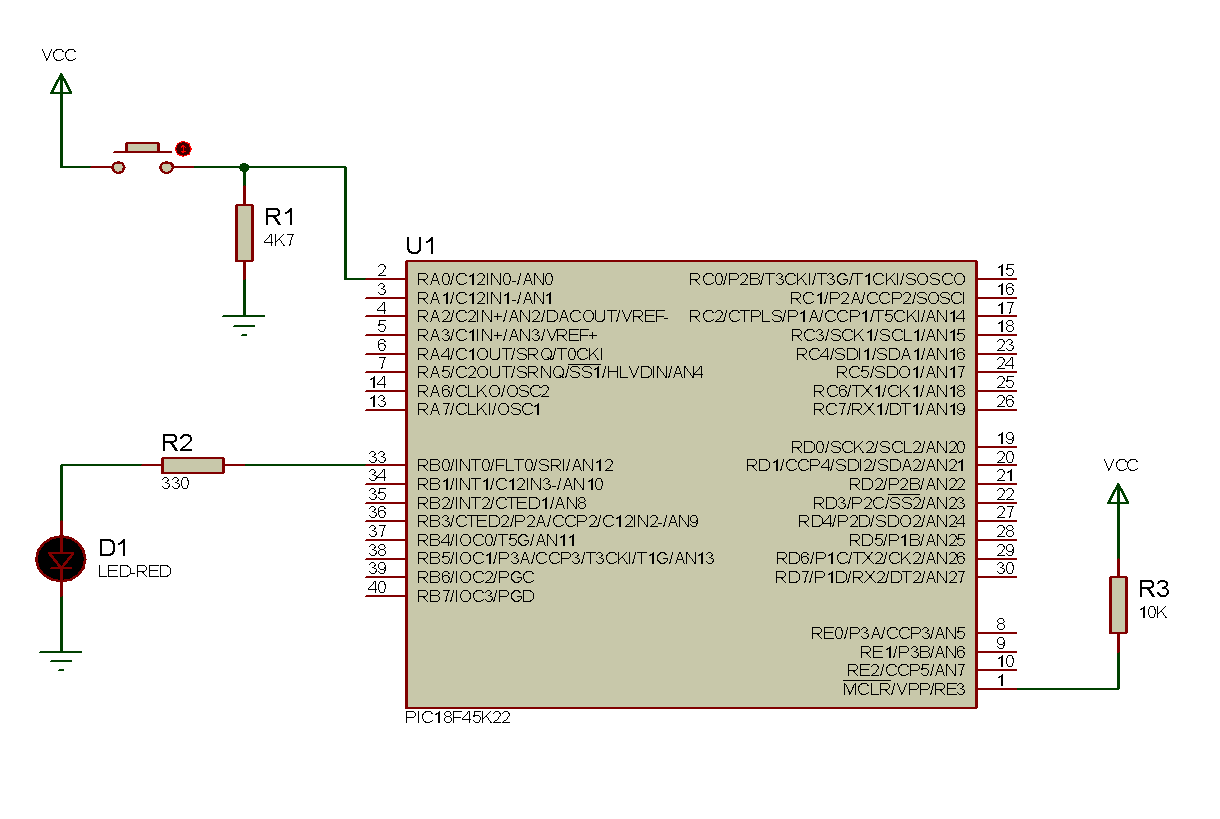 VCC
R1
4K7
U1
2 RA0/C12IN0-/AN0 RC0/P2B/T3CKI/T3G/T1CKI/SOSCO 15
3 RA1/C12IN1-/AN1 RC1/P2A/CCP2/SOSCI 16
4 RA2/C2IN+/AN2/DACOUT/VREF- RC2/CTPLS/P1A/CCP1/T5CKI/AN14 17
5 RA3/C1IN+/AN3/VREF+ RC3/SCK1/SCL1/AN15 18
6 RA4/C1OUT/SRQ/T0CKI RC4/SDI1/SDA1/AN16 23
7 RA5/C2OUT/SRNQ/SS1/HLVDIN/AN4 RC5/SDO1/AN17 24
14 RA6/CLKO/OSC2 RC6/TX1/CK1/AN18 25
13 RA7/CLKI/OSC1 RC7/RX1/DT1/AN19 26
RD0/SCK2/SCL2/AN20 19
R2
330
33 RB0/INT0/FLT0/SRI/AN12 RD1/CCP4/SDI2/SDA2/AN21 20
34 RB1/INT1/C12IN3-/AN10 RD2/P2B/AN22 21
35 RB2/INT2/CTED1/AN8 RD3/P2C/SS2/AN23 22
36 RB3/CTED2/P2A/CCP2/C12IN2-/AN9 RD4/P2D/SDO2/AN24 27
37 RB4/IOC0/T5G/AN11 RD5/P1B/AN25 28
38 RB5/IOC1/P3A/CCP3/T3CKI/T1G/AN13 RD6/P1C/TX2/CK2/AN26 29
39 RB6/IOC2/PGC RD7/P1D/RX2/DT2/AN27 30
40 RB7/IOC3/PGD
D1
LED-RED
RE0/P3A/CCP3/AN5 8
RE1/P3B/AN6 9
RE2/CCP5/AN7 10
MCLR/VPP/RE3 1
PIC18F45K22
VCC
R3
10K